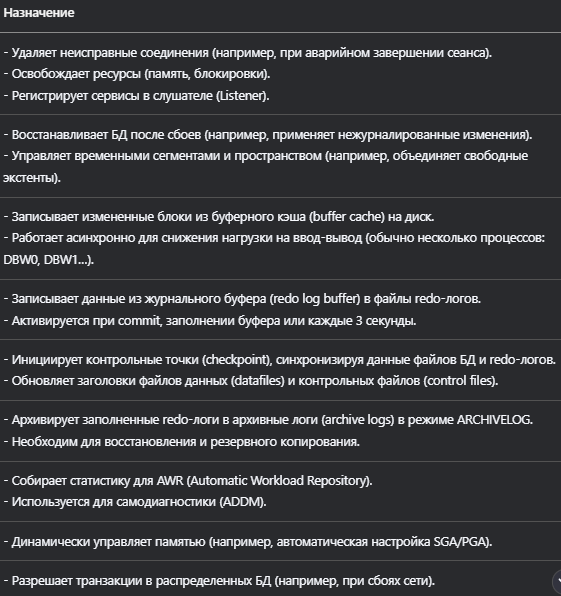 Назначение
- Удаляет неисправные соединения (например, при аварийном завершении сеанса).
- Освобождает ресурсы (память, блокировки).
- Регистрирует сервисы в слушателе (Listener).
- Восстанавливает БД после сбоев (например, применяет нежурналированные изменения).
- Управляет временными сегментами и пространством (например, объединяет свободные
экстенты).
- Записывает измененные блоки из буферного кэша (buffer cache) на диск.
- Работает асинхронно для снижения нагрузки на ввод-вывод (обычно несколько процессов:
DBW0, DBW1...).
- Записывает данные из журнального буфера (redo log buffer) в файлы redo-логов.
- Активируется при commit, заполнении буфера или каждые 3 секунды.
- Инициирует контрольные точки (checkpoint), синхронизируя данные файлов БД и redo-логов.
- Обновляет заголовки файлов данных (datafiles) и контрольных файлов (control files).
- Архивирует заполненные redo-логи в архивные логи (archive logs) в режиме ARCHIVELOG.
- Необходим для восстановления и резервного копирования.
- Собирает статистику для AWR (Automatic Workload Repository).
- Используется для самодиагностики (ADDM).
- Динамически управляет памятью (например, автоматическая настройка SGA/PGA).
- Разрешает транзакции в распределенных БД (например, при сбоях сети).